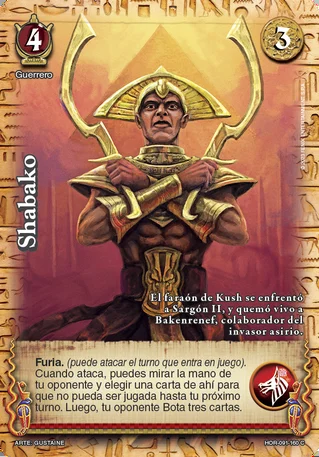 4
3
Guerrero
Shabako
El faraón de Kush se enfrentó
a Sargón II, y quemó vivo a
Bakenrenef, colaborador del
invasor asirio.
Furia. (puede atacar el turno que entra en juego).
Cuando ataca, puedes mirar la mano de
tu oponente y elegir una carta de ahí para
que no pueda ser jugada hasta tu próximo
turno. Luego, tu oponente Bota tres cartas.
ARTE: GUSTAINE
HOR-091-160 C